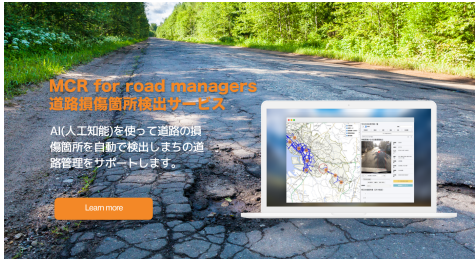 MCR for road managers
道路損傷箇所検出サービス
AI(人工知能)を使って道路の損
傷箇所を自動で検出しまちの道
路管理をサポートします。
Learn more